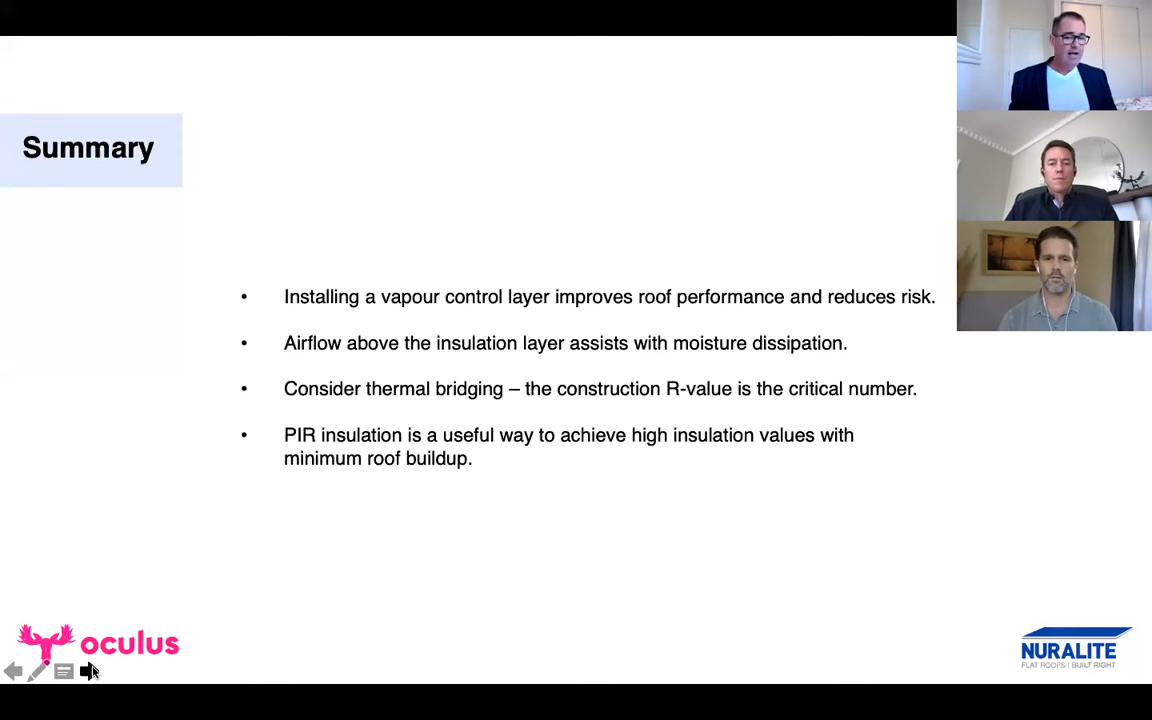 Summary
• Installing a vapour control layer improves roof performance and reduces risk.
• Airflow above the insulation layer assists with moisture dissipation.
• Consider thermal bridging – the construction R-value is the critical number.
• PIR insulation is a useful way to achieve high insulation values with
minimum roof buildup.
oculus
NURALITE
FLAT ROOFS | BUILT RIGHT